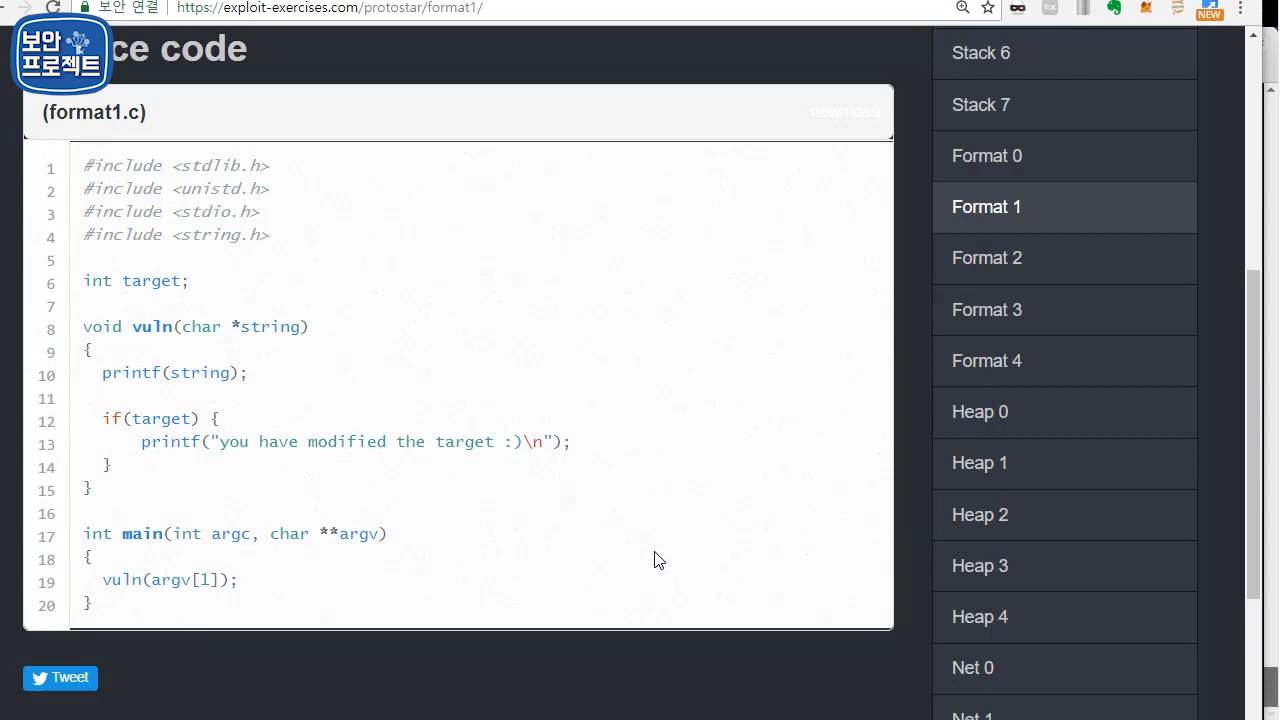 보안 연결
https://exploit-exercises.com/protostar/format1/
NEW
보안
프로젝트
ce code
(format1.c)
download
1 #include <stdlib.h>
2 #include <unistd.h>
3 #include <stdio.h>
4 #include <string.h>
5
6 int target;
7
8 void vuln(char *string)
9 {
10 printf(string);
11
12 if(target) {
13 printf("you have modified the target :)\n");
14 }
15 }
16
17 int main(int argc, char **argv)
18 {
19 vuln(argv[1]);
20 }
Tweet
Stack 6
Stack 7
Format 0
Format 1
Format 2
Format 3
Format 4
Heap 0
Heap 1
Heap 2
Heap 3
Heap 4
Net 0
Net 1